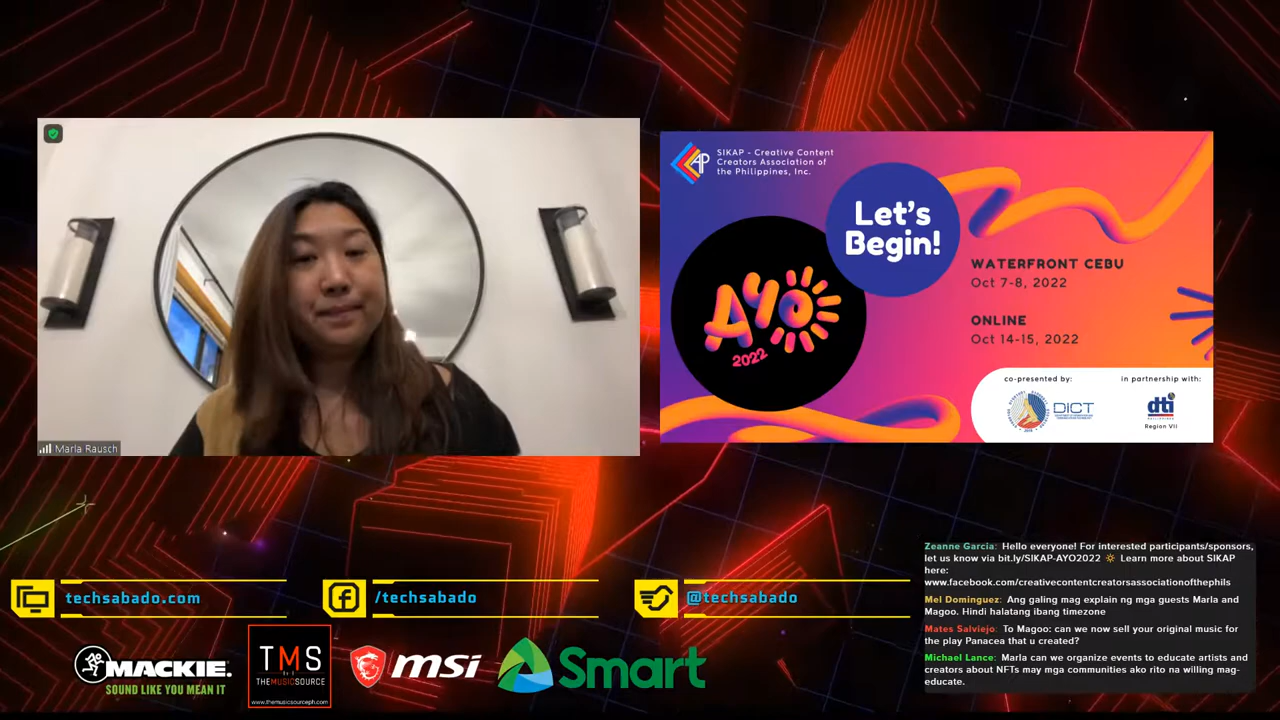 Marla Rausch
SIKAP - Creative Content
Creators Association of
the Philippines, Inc.
Let's
Begin!
AYO
2022
WATERFRONT CEBU
Oct 7-8, 2022
ONLINE
Oct 14-15, 2022
co-presented by:
in partnership with:
DICT
dti
Region VII
techsabado.com
/techsabado
@techsabado
MACKIE.
SOUND LIKE YOU MEAN IT
TMS
THEMUSICSOURCE
www.themusicsourceph.com
msi
Smart
Zeanne Garcia: Hello everyone! For interested participants/sponsors,
let us know via bit.ly/SIKAP-AYO2022 🔆 Learn more about SIKAP
here:
www.facebook.com/creativecontentcreatorsassociationofthephils
Mel Dominguez: Ang galing mag explain ng mga guests Marla and
Magoo. Hindi halatang ibang timezone
Mates Salviejo: To Magoo: can we now sell your original music for
the play Panacea that u created?
Michael Lance: Marla can we organize events to educate artists and
creators about NFTs may mga communities ako rito na willing mag-
educate.